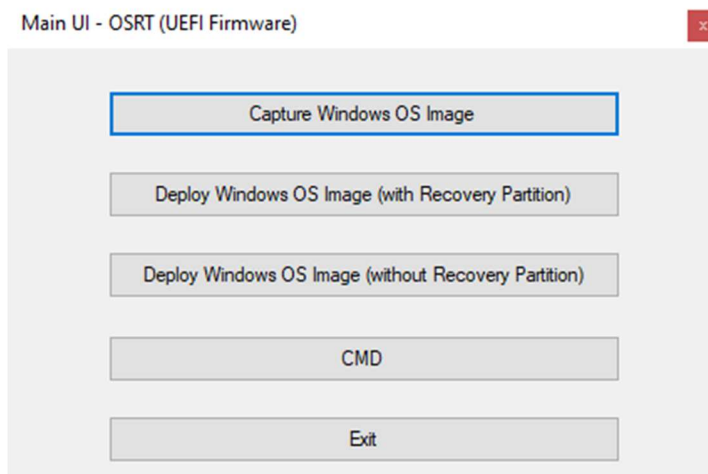 Main UI - OSRT (UEFI Firmware)
x
Capture Windows OS Image
Deploy Windows OS Image (with Recovery Partition)
Deploy Windows OS Image (without Recovery Partition)
CMD
Exit